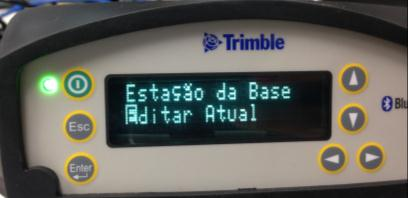 Trimble
Estação da Base
Editar Atual
Esc
Enter